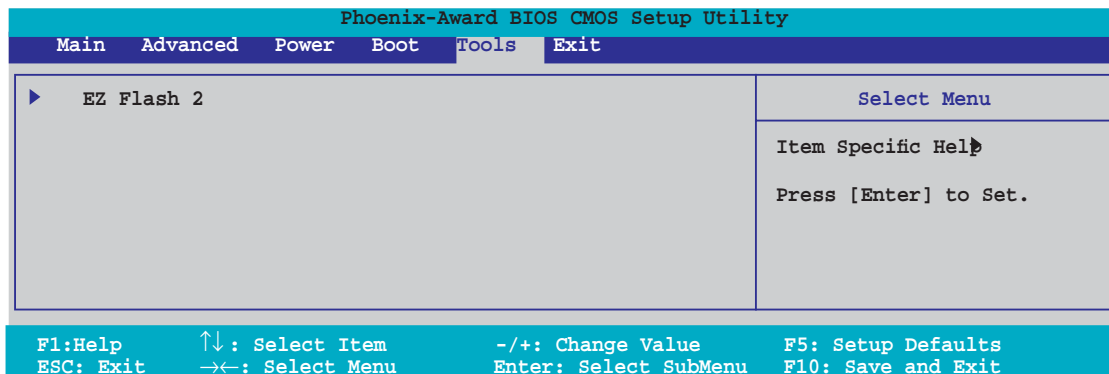 Phoenix-Award BIOS CMOS Setup Utility
Main Advanced Power Boot Tools Exit
EZ Flash 2
Select Menu
Item Specific Help
Press [Enter] to Set.
F1:Help ↑↓: Select Item -/+: Change Value F5: Setup Defaults
ESC: Exit →←: Select Menu Enter: Select SubMenu F10: Save and Exit